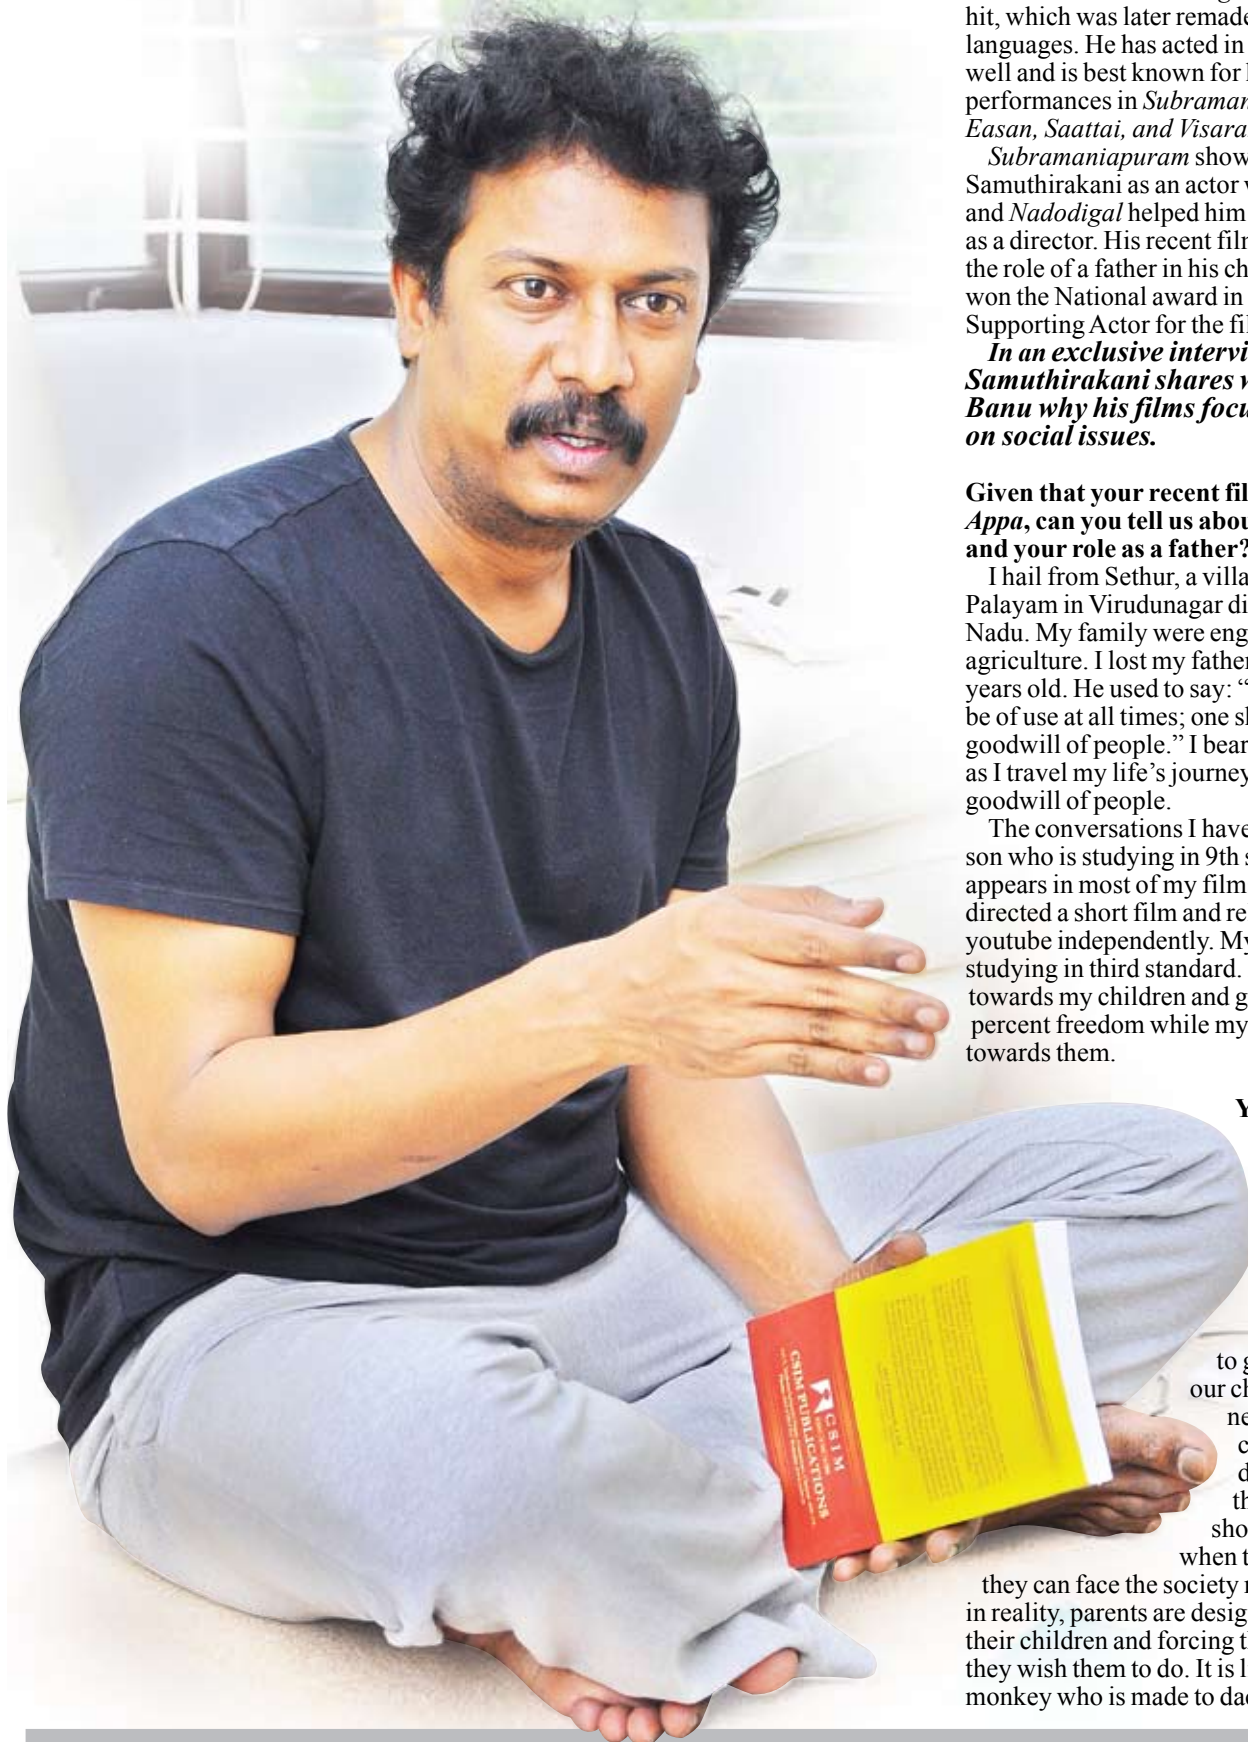 hit, which was later remade
languages. He has acted in
well and is best known for
performances in Subraman
Easan, Saattai, and Visara
Subramaniapuram show
Samuthirakani as an actor
and Nadodigal helped him
as a director. His recent fil
the role of a father in his ch
won the National award in
Supporting Actor for the fil
In an exclusive intervi
Samuthirakani shares
Banu why his films focu
on social issues.
Given that your recent fil
Appa, can you tell us abou
and your role as a father?
I hail from Sethur, a villa
Palayam in Virudunagar di
Nadu. My family were eng
agriculture. I lost my father
years old. He used to say: “
be of use at all times; one s
goodwill of people.” I bear
as I travel my life’s journey
goodwill of people.
The conversations I have
son who is studying in 9th s
appears in most of my film
directed a short film and re
youtube independently. My
studying in third standard.
towards my children and g
percent freedom while my
towards them.
Y
to g
our ch
ne
c
d
th
sho
when t
they can face the society
in reality, parents are desig
their children and forcing th
they wish them to do. It is l
monkey who is made to dac
CSIM
CSIM PUBLICATIONS